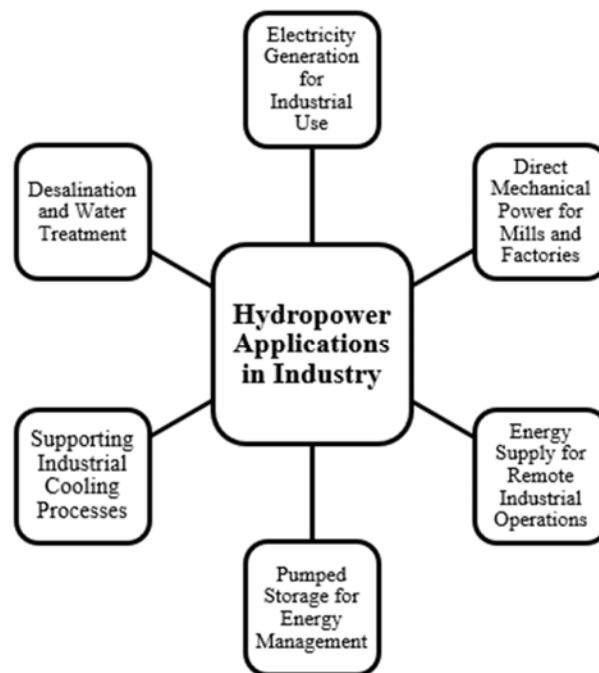 Electricity
Generation
for
Industrial
Use
Desalination
and Water
Treatment
Direct
Mechanical
Power for
Mills and
Factories
Hydropower
Applications
in Industry
Supporting
Industrial
Cooling
Processes
Energy
Supply for
Remote
Industrial
Operations
Pumped
Storage for
Energy
Management